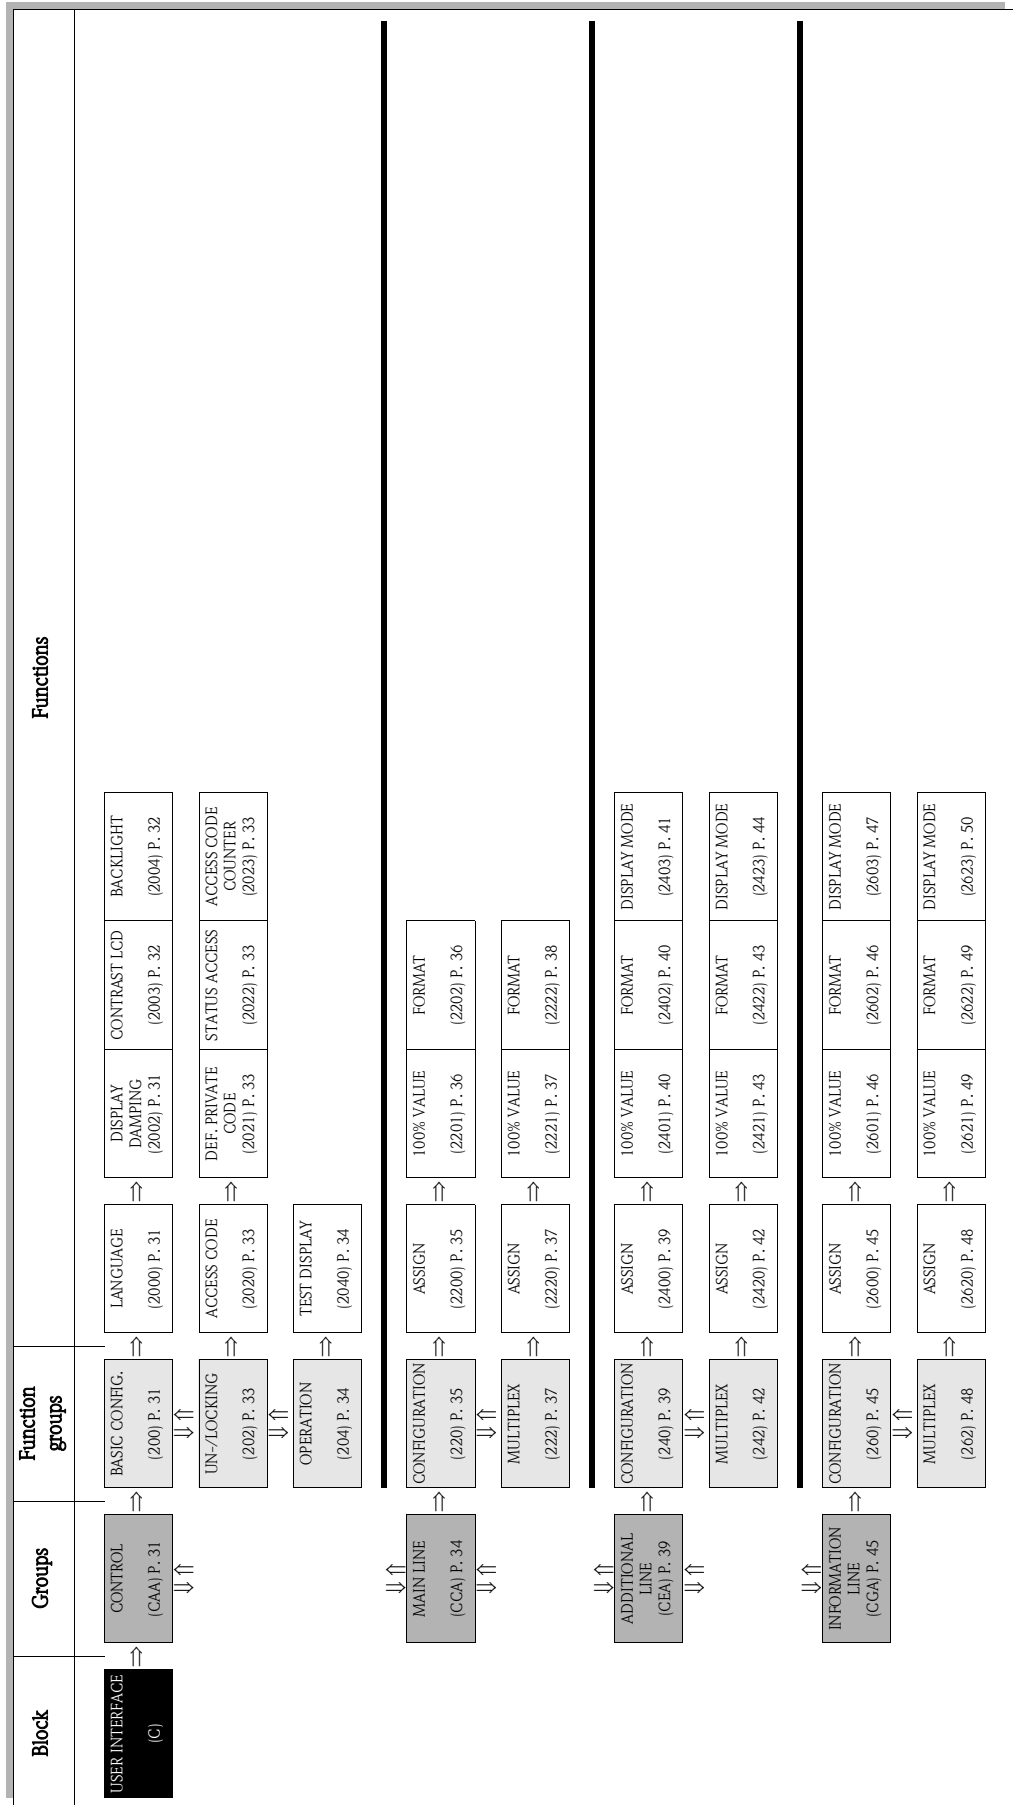 Block
Groups
Function
groups
Functions
USER INTERFACE
(C)
⇒
CONTROL
(CAA) P. 31
⇒
BASIC CONFIG.
(200) P. 31
⇒
LANGUAGE
(2000) P. 31
⇒
DISPLAY
DAMPING
(2002) P. 31
CONTRAST LCD
(2003) P. 32
BACKLIGHT
(2004) P. 32
UN-/LOCKING
(202) P. 33
⇒
ACCESS CODE
(2020) P. 33
⇒
DEF. PRIVATE
CODE
(2021) P. 33
STATUS ACCESS
(2022) P. 33
ACCESS CODE
COUNTER
(2023) P. 33
OPERATION
(204) P. 34
⇒
TEST DISPLAY
(2040) P. 34
MAIN LINE
(CCA) P. 34
⇒
CONFIGURATION
(220) P. 35
⇒
ASSIGN
(2200) P. 35
⇒
100% VALUE
(2201) P. 36
FORMAT
(2202) P. 36
MULTIPLEX
(222) P. 37
⇒
ASSIGN
(2220) P. 37
⇒
100% VALUE
(2221) P. 37
FORMAT
(2222) P. 38
ADDITIONAL
LINE
(CEA) P. 39
⇒
CONFIGURATION
(240) P. 39
⇒
ASSIGN
(2400) P. 39
⇒
100% VALUE
(2401) P. 40
FORMAT
(2402) P. 40
DISPLAY MODE
(2403) P. 41
MULTIPLEX
(242) P. 42
⇒
ASSIGN
(2420) P. 42
⇒
100% VALUE
(2421) P. 43
FORMAT
(2422) P. 43
DISPLAY MODE
(2423) P. 44
INFORMATION
LINE
(CGA) P. 45
⇒
CONFIGURATION
(260) P. 45
⇒
ASSIGN
(2600) P. 45
⇒
100% VALUE
(2601) P. 46
FORMAT
(2602) P. 46
DISPLAY MODE
(2603) P. 47
MULTIPLEX
(262) P. 48
⇒
ASSIGN
(2620) P. 48
⇒
100% VALUE
(2621) P. 49
FORMAT
(2622) P. 49
DISPLAY MODE
(2623) P. 50